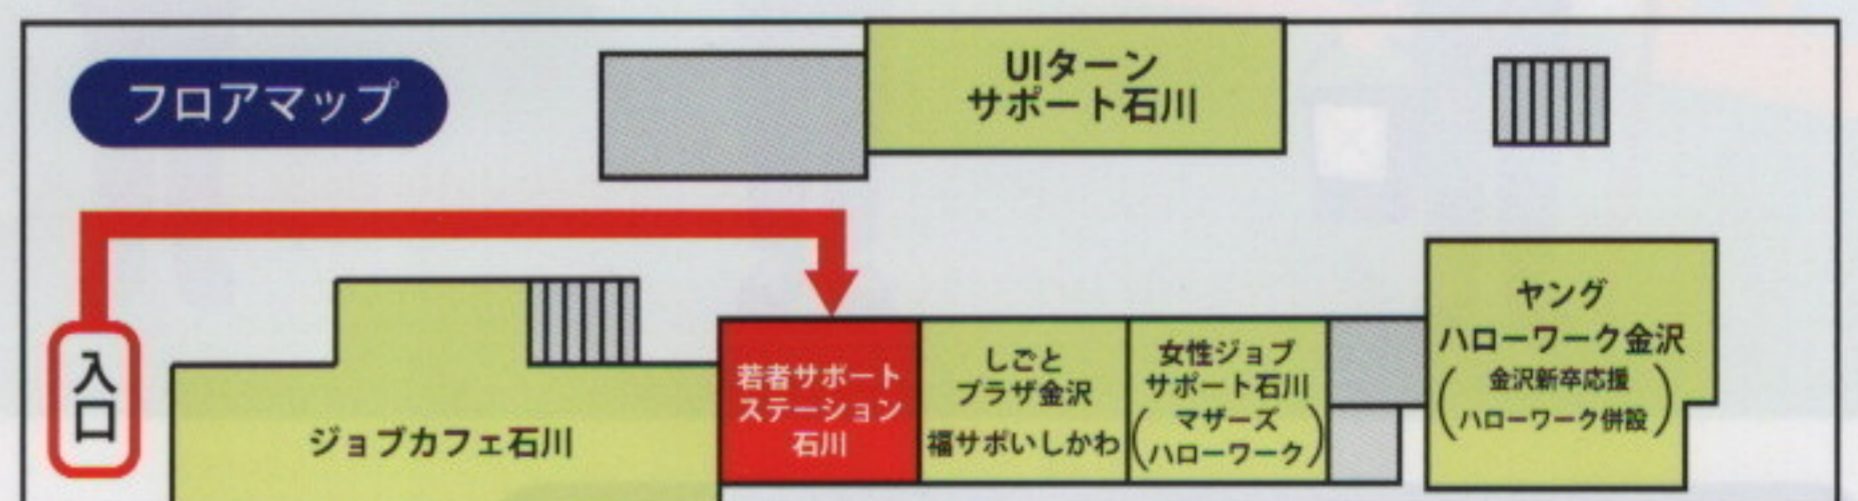 フロアマップ
UIターン
サポート石川
入口
ジョブカフェ石川
若者サポート
ステーション
石川
しごと
プラザ金沢
福サポいしかわ
女性ジョブ
サポート石川
(マザーズ
ハローワーク)
ヤング
ハローワーク金沢
(金沢新卒応援
ハローワーク併設)